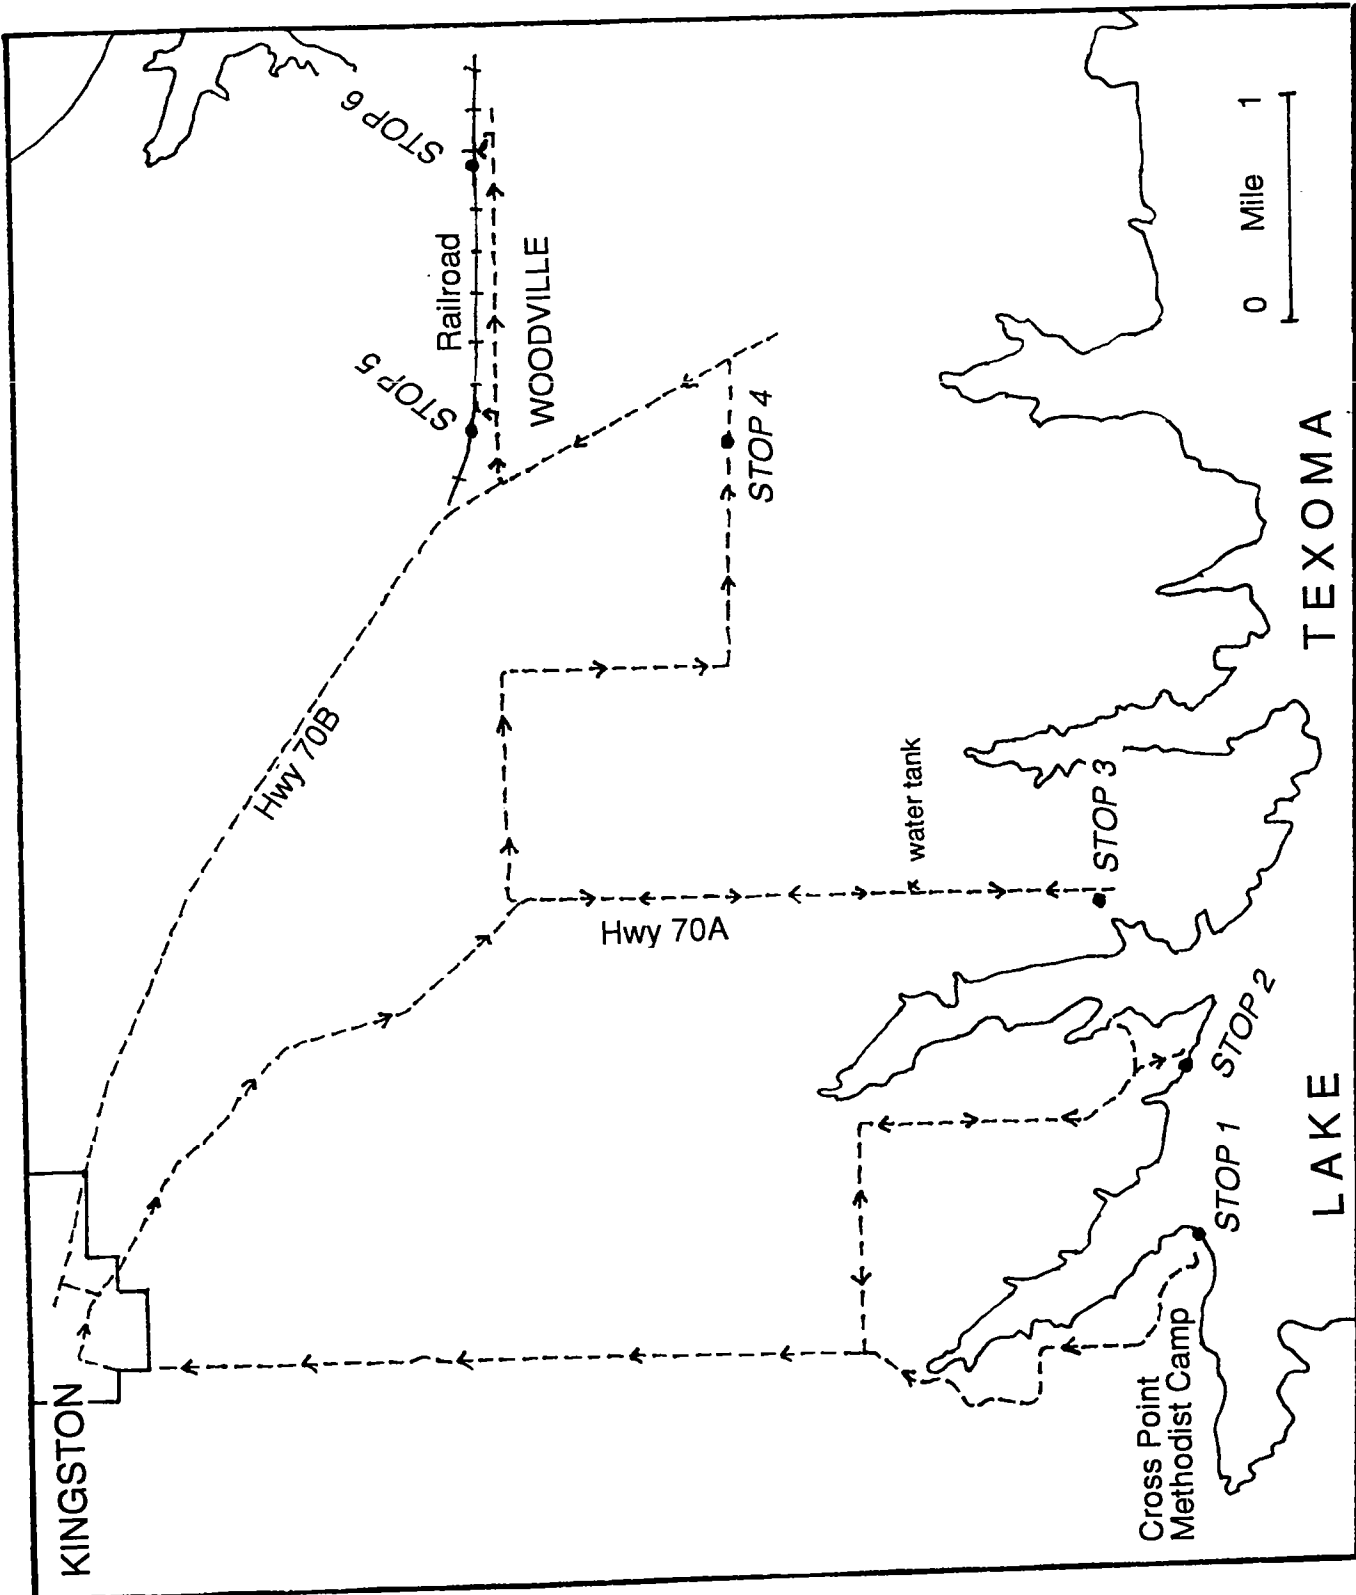 KINGSTON
Hwy 70B
STOP 5
Railroad
STOP 6
WOODVILLE
STOP 4
Hwy 70A
water tank
STOP 3
STOP 2
STOP 1
Cross Point
Methodist Camp
LAKE TEXOMA
0 Mile 1